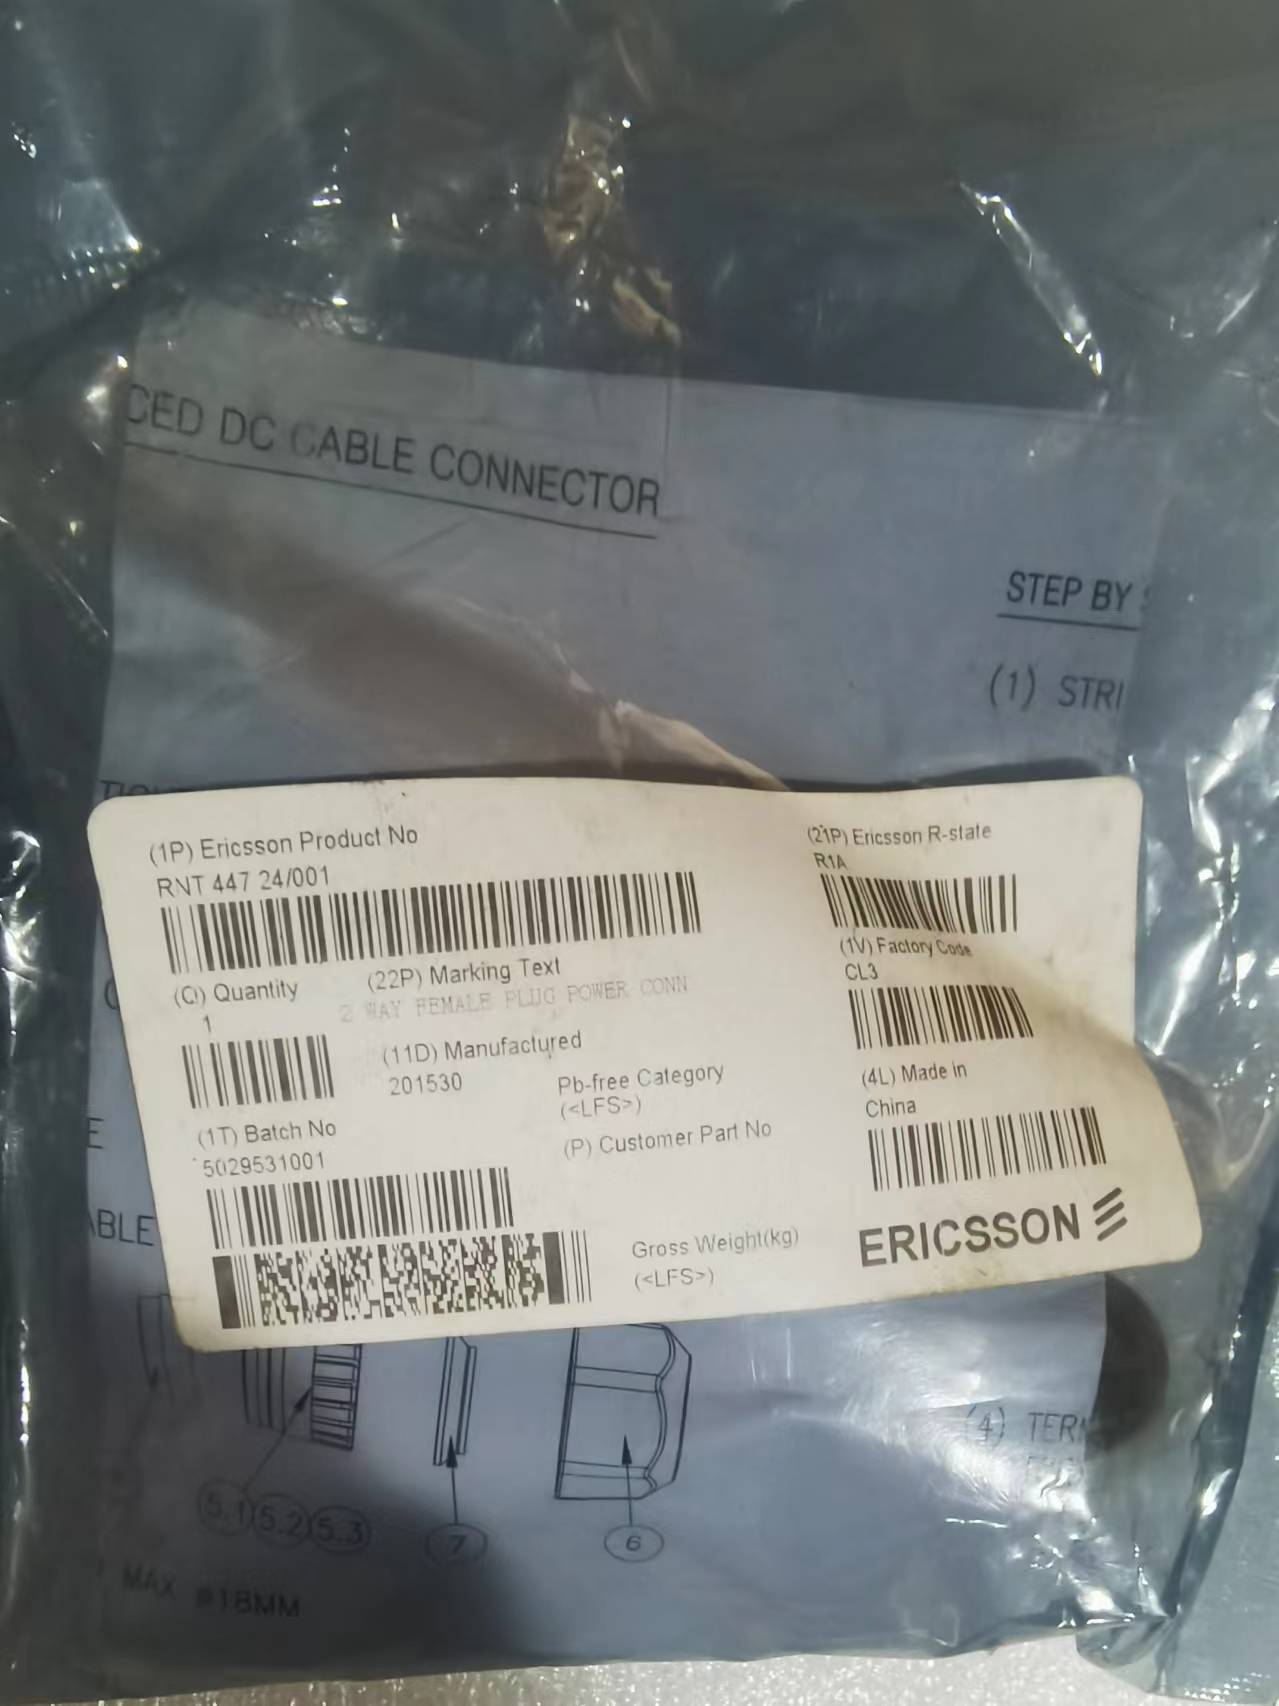 CED DC CABLE CONNECTOR
STEP BY
(1) STRI
(1P) Ericsson Product No
RNT 447 24/001
(21P) Ericsson R-state
R1A
(Q) Quantity
1
(22P) Marking Text
2 WAY FEMALE PLUG POWER CONN
(1V) Factory Code
CL3
(11D) Manufactured
201530
Pb-free Category
(<LFS>)
(4L) Made in
China
(1T) Batch No
5029531001
(P) Customer Part No
Gross Weight(kg)
(<LFS>)
ERICSSON
E
ABLE
(4) TERM
5.1 5.2 5.3
7
6
MAX ø18MM